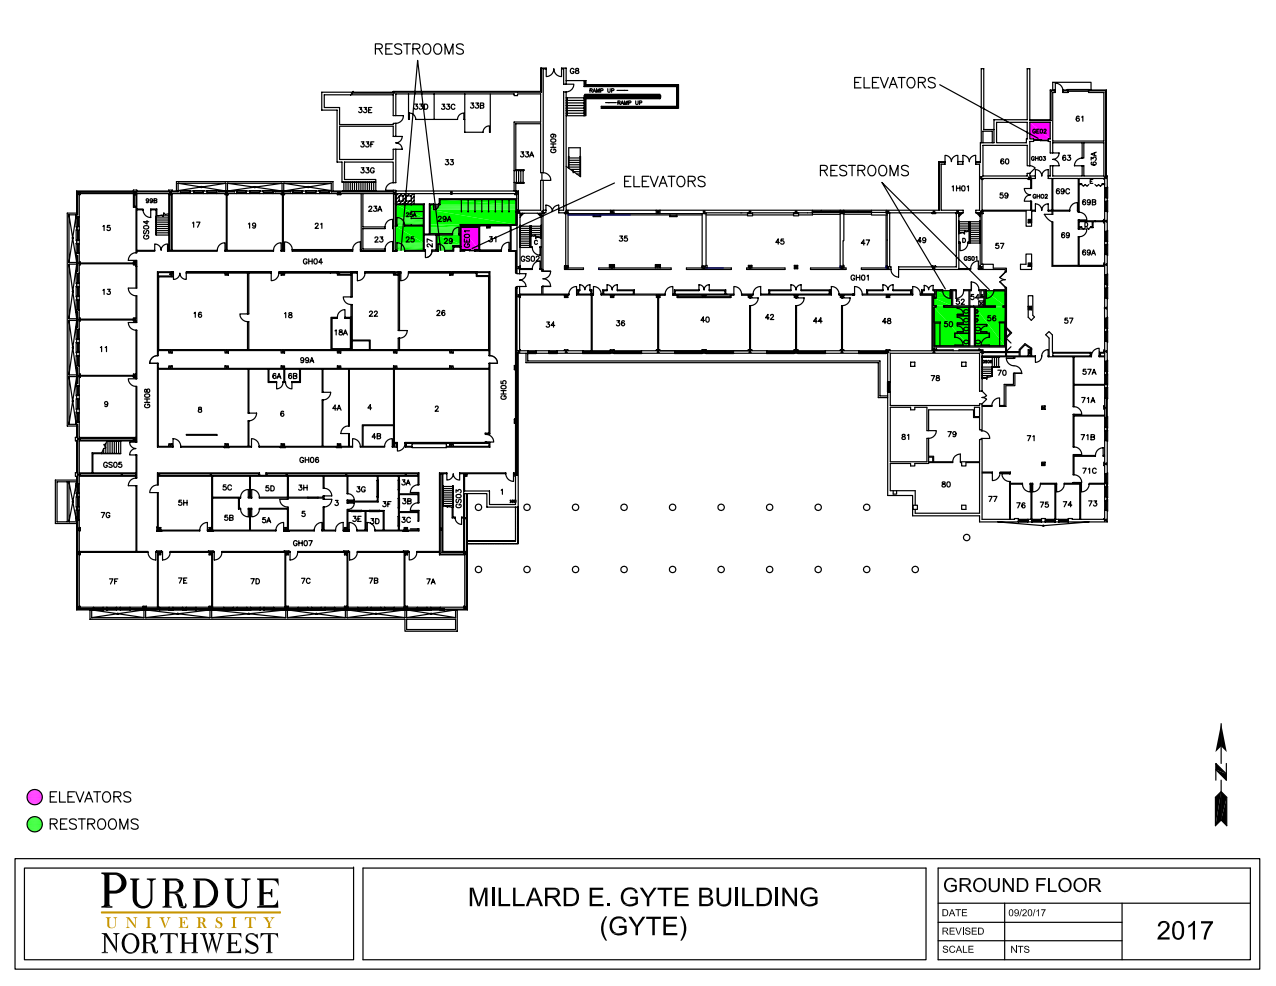 RESTROOMS
G8
ELEVATORS
RAMP UP
RAMP UP
33E
33D
33C
33B
61
GE02
33F
GH09
33A
33
60
GH03
63
63A
33G
RESTROOMS
ELEVATORS
1H01
59
GH02
69C
E
69B
99B
15
GS04
17
19
21
23A
25A
29A
23
25
27
29
GE01
31
C
GS02
35
45
47
49
D
GS01
57
69
D
69A
GH04
GH01
13
16
18
18A
22
26
34
36
40
42
44
48
50
52
54
56
57
11
99A
GH08
GH05
6A
6B
78
70
57A
9
8
6
4A
4
4B
2
71A
81
79
71
71B
GS05
GH06
71C
80
5H
5C
5D
3H
3G
3A
3F
3B
3
5
5B
5A
3E
3D
3C
GS03
1
77
76
75
74
73
7G
GH07
7F
7E
7D
7C
7B
7A
N
ELEVATORS
RESTROOMS
PURDUE
UNIVERSITY
NORTHWEST
MILLARD E. GYTE BUILDING
(GYTE)
GROUND FLOOR
DATE 09/20/17
REVISED
SCALE NTS
2017